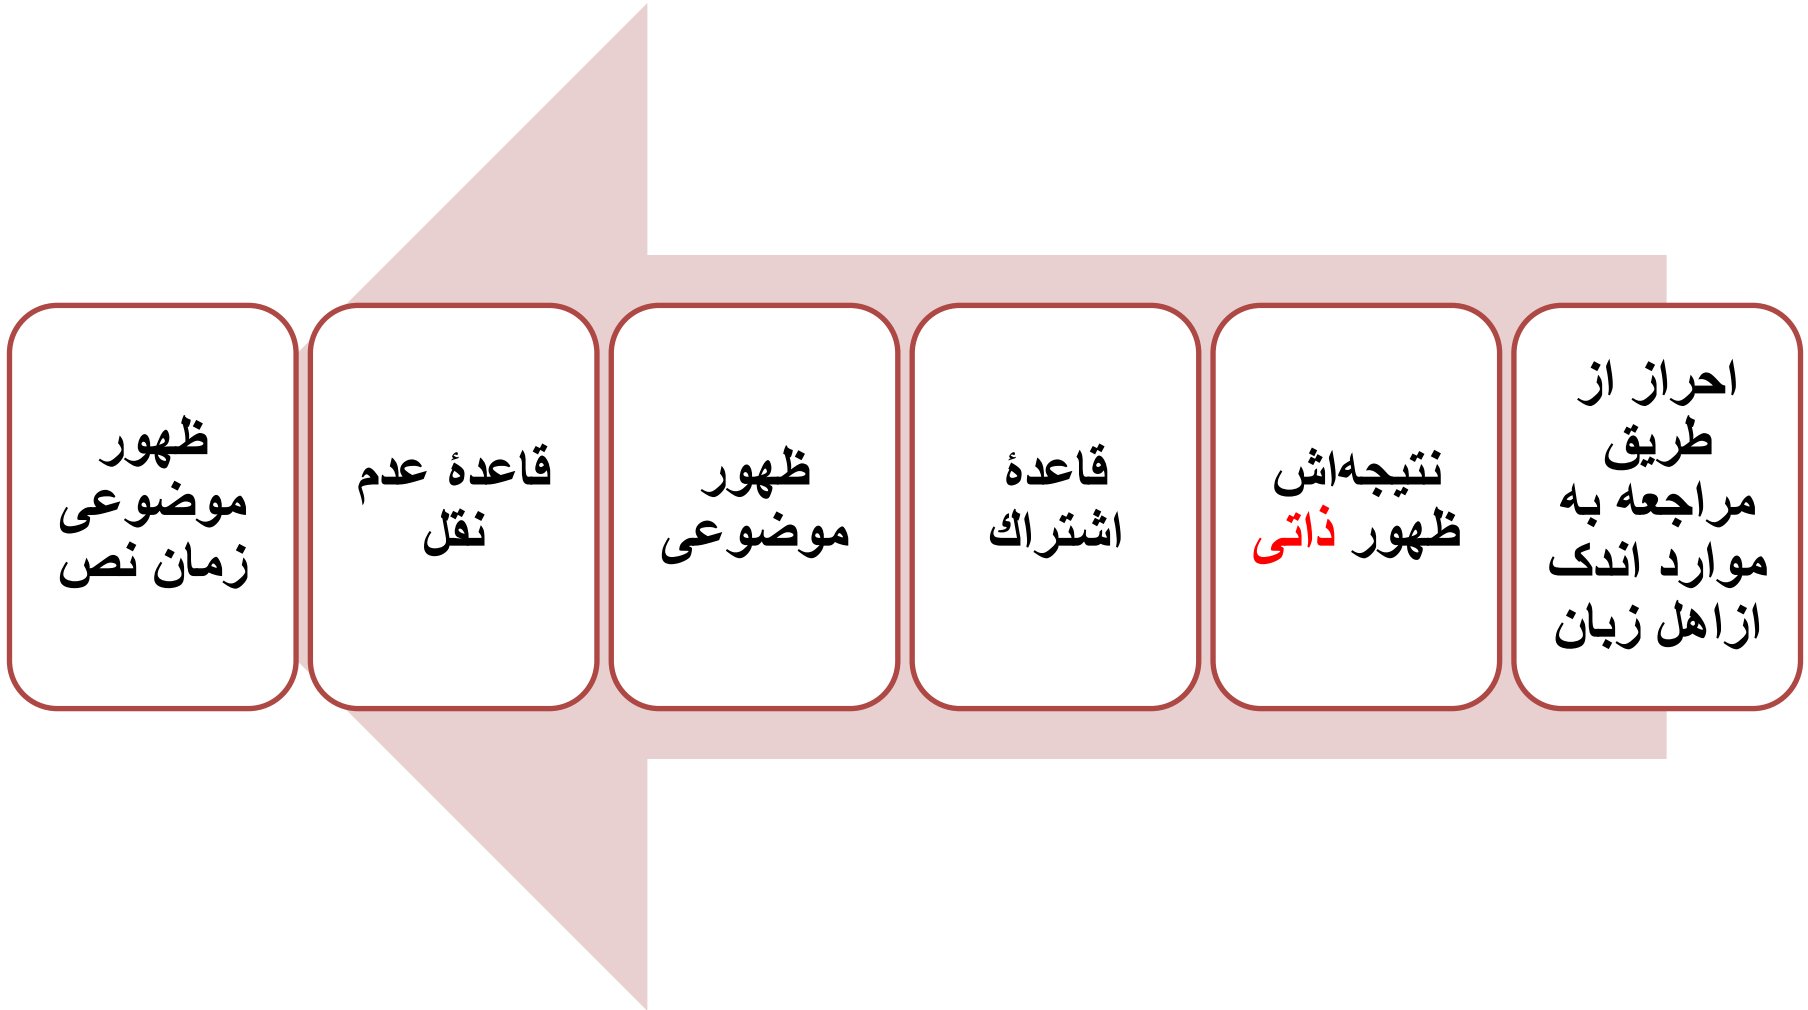 احراز از
طریق
مراجعه به
موارد اندک
ازاهل زبان
نتیجه‌اش
ظهور ذاتی
قاعدۀ
اشتراك
ظهور
موضوعی
قاعدۀ عدم
نقل
ظهور
موضوعی
زمان نص